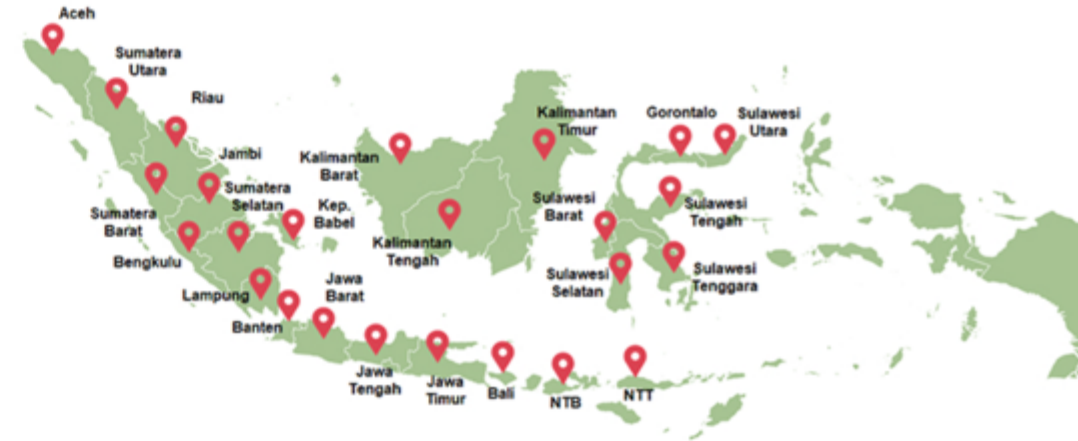 Aceh
Sumatera
Utara
Riau
Jambi
Sumatera
Selatan
Kep.
Babel
Sumatera
Barat
Bengkulu
Lampung
Banten
Jawa
Barat
Jawa
Tengah
Jawa
Timur
Bali
NTB
NTT
Kalimantan
Barat
Kalimantan
Tengah
Kalimantan
Timur
Gorontalo
Sulawesi
Utara
Sulawesi
Barat
Sulawesi
Tengah
Sulawesi
Selatan
Sulawesi
Tenggara